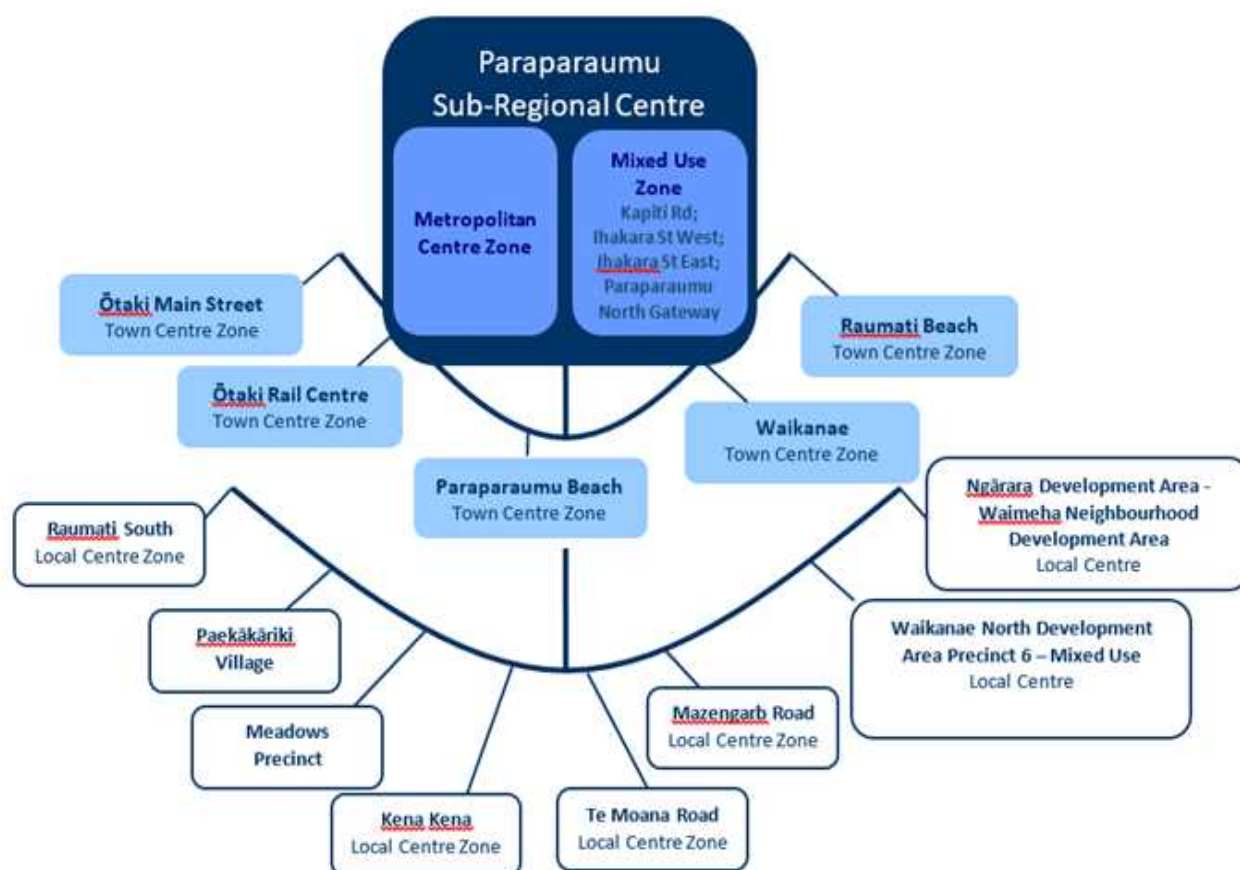 Paraparaumu
Sub-Regional Centre
Metropolitan
Centre Zone
Mixed Use
Zone
Kapiti Rd;
Ihakara St West;
Ihakara St East;
Paraparaumu
North Gateway
Ōtaki Main Street
Town Centre Zone
Ōtaki Rail Centre
Town Centre Zone
Paraparaumu Beach
Town Centre Zone
Waikanae
Town Centre Zone
Raumati Beach
Town Centre Zone
Raumati South
Local Centre Zone
Paekākāriki
Village
Meadows
Precinct
Kena Kena
Local Centre Zone
Te Moana Road
Local Centre Zone
Mazengarb Road
Local Centre Zone
Waikanae North Development
Area Precinct 6 – Mixed Use
Local Centre
Ngārara Development Area -
Waimeha Neighbourhood
Development Area
Local Centre